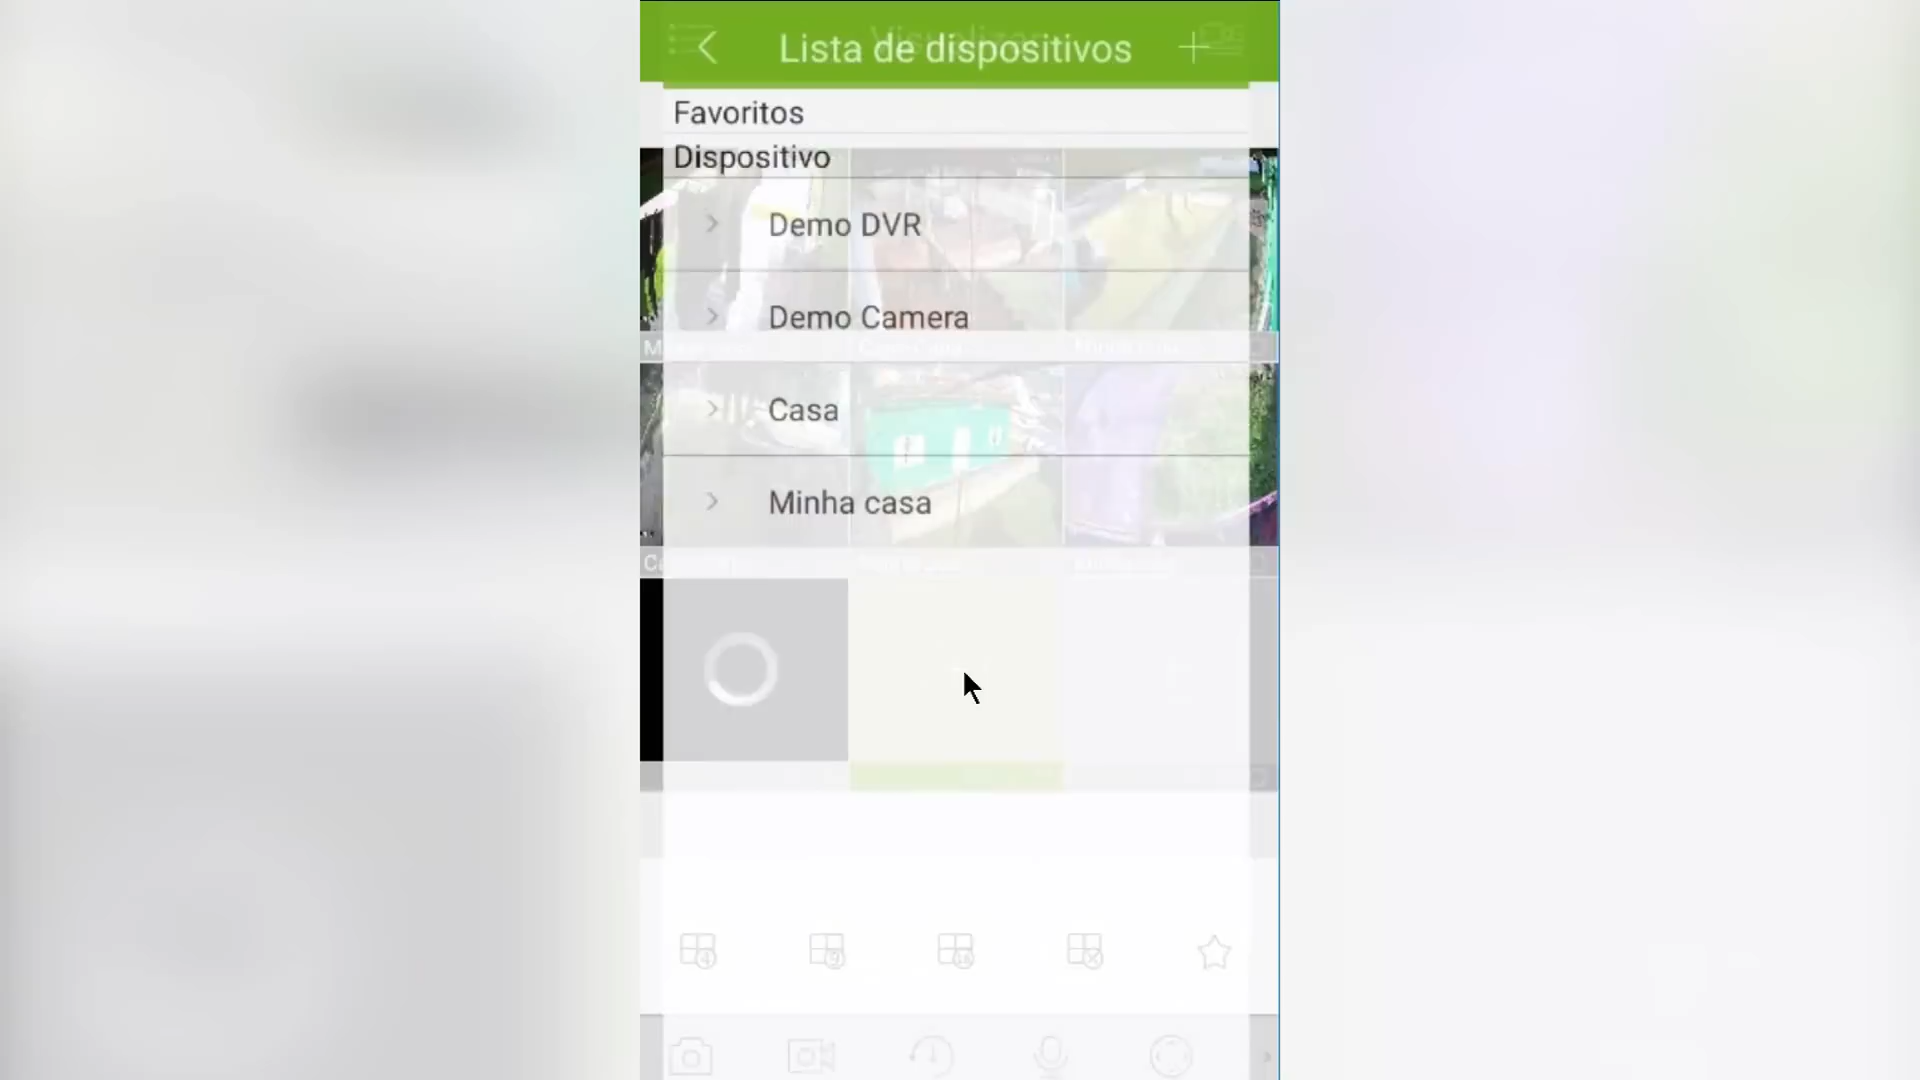 Lista de dispositivos
Favoritos
Dispositivo
Demo DVR
Demo Camera
Casa
Minha casa